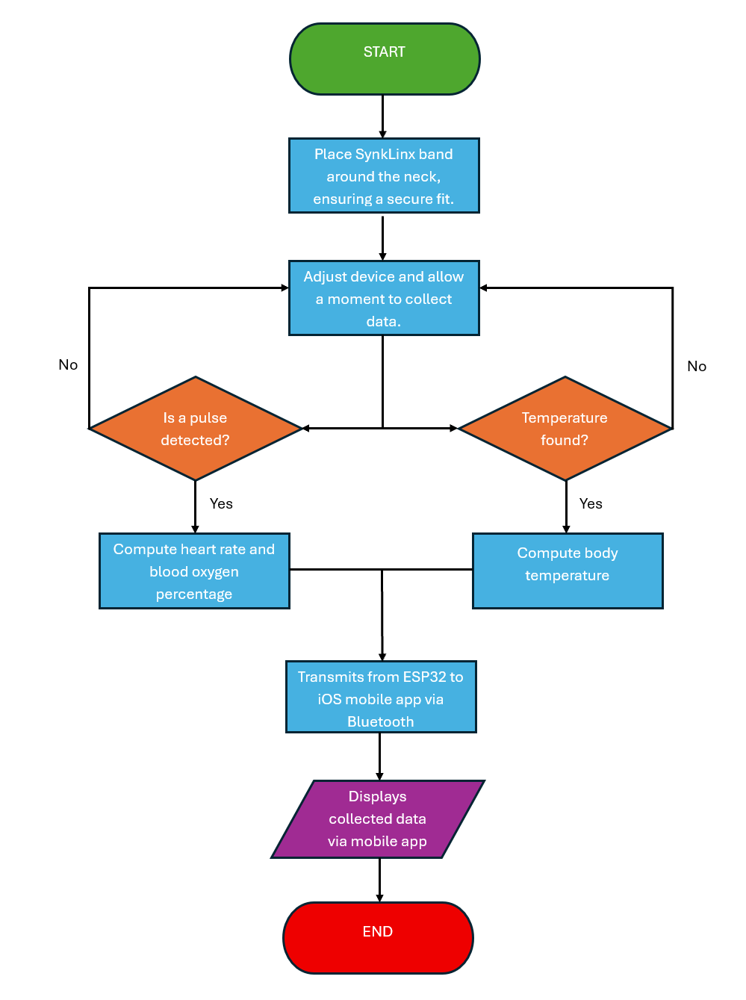 START
Place SynkLinx band
around the neck,
ensuring a secure fit.
Adjust device and allow
a moment to collect
data.
No
No
Is a pulse
detected?
Temperature
found?
Yes
Yes
Compute heart rate and
blood oxygen
percentage
Compute body
temperature
Transmits from ESP32 to
iOS mobile app via
Bluetooth
Displays
collected data
via mobile app
END